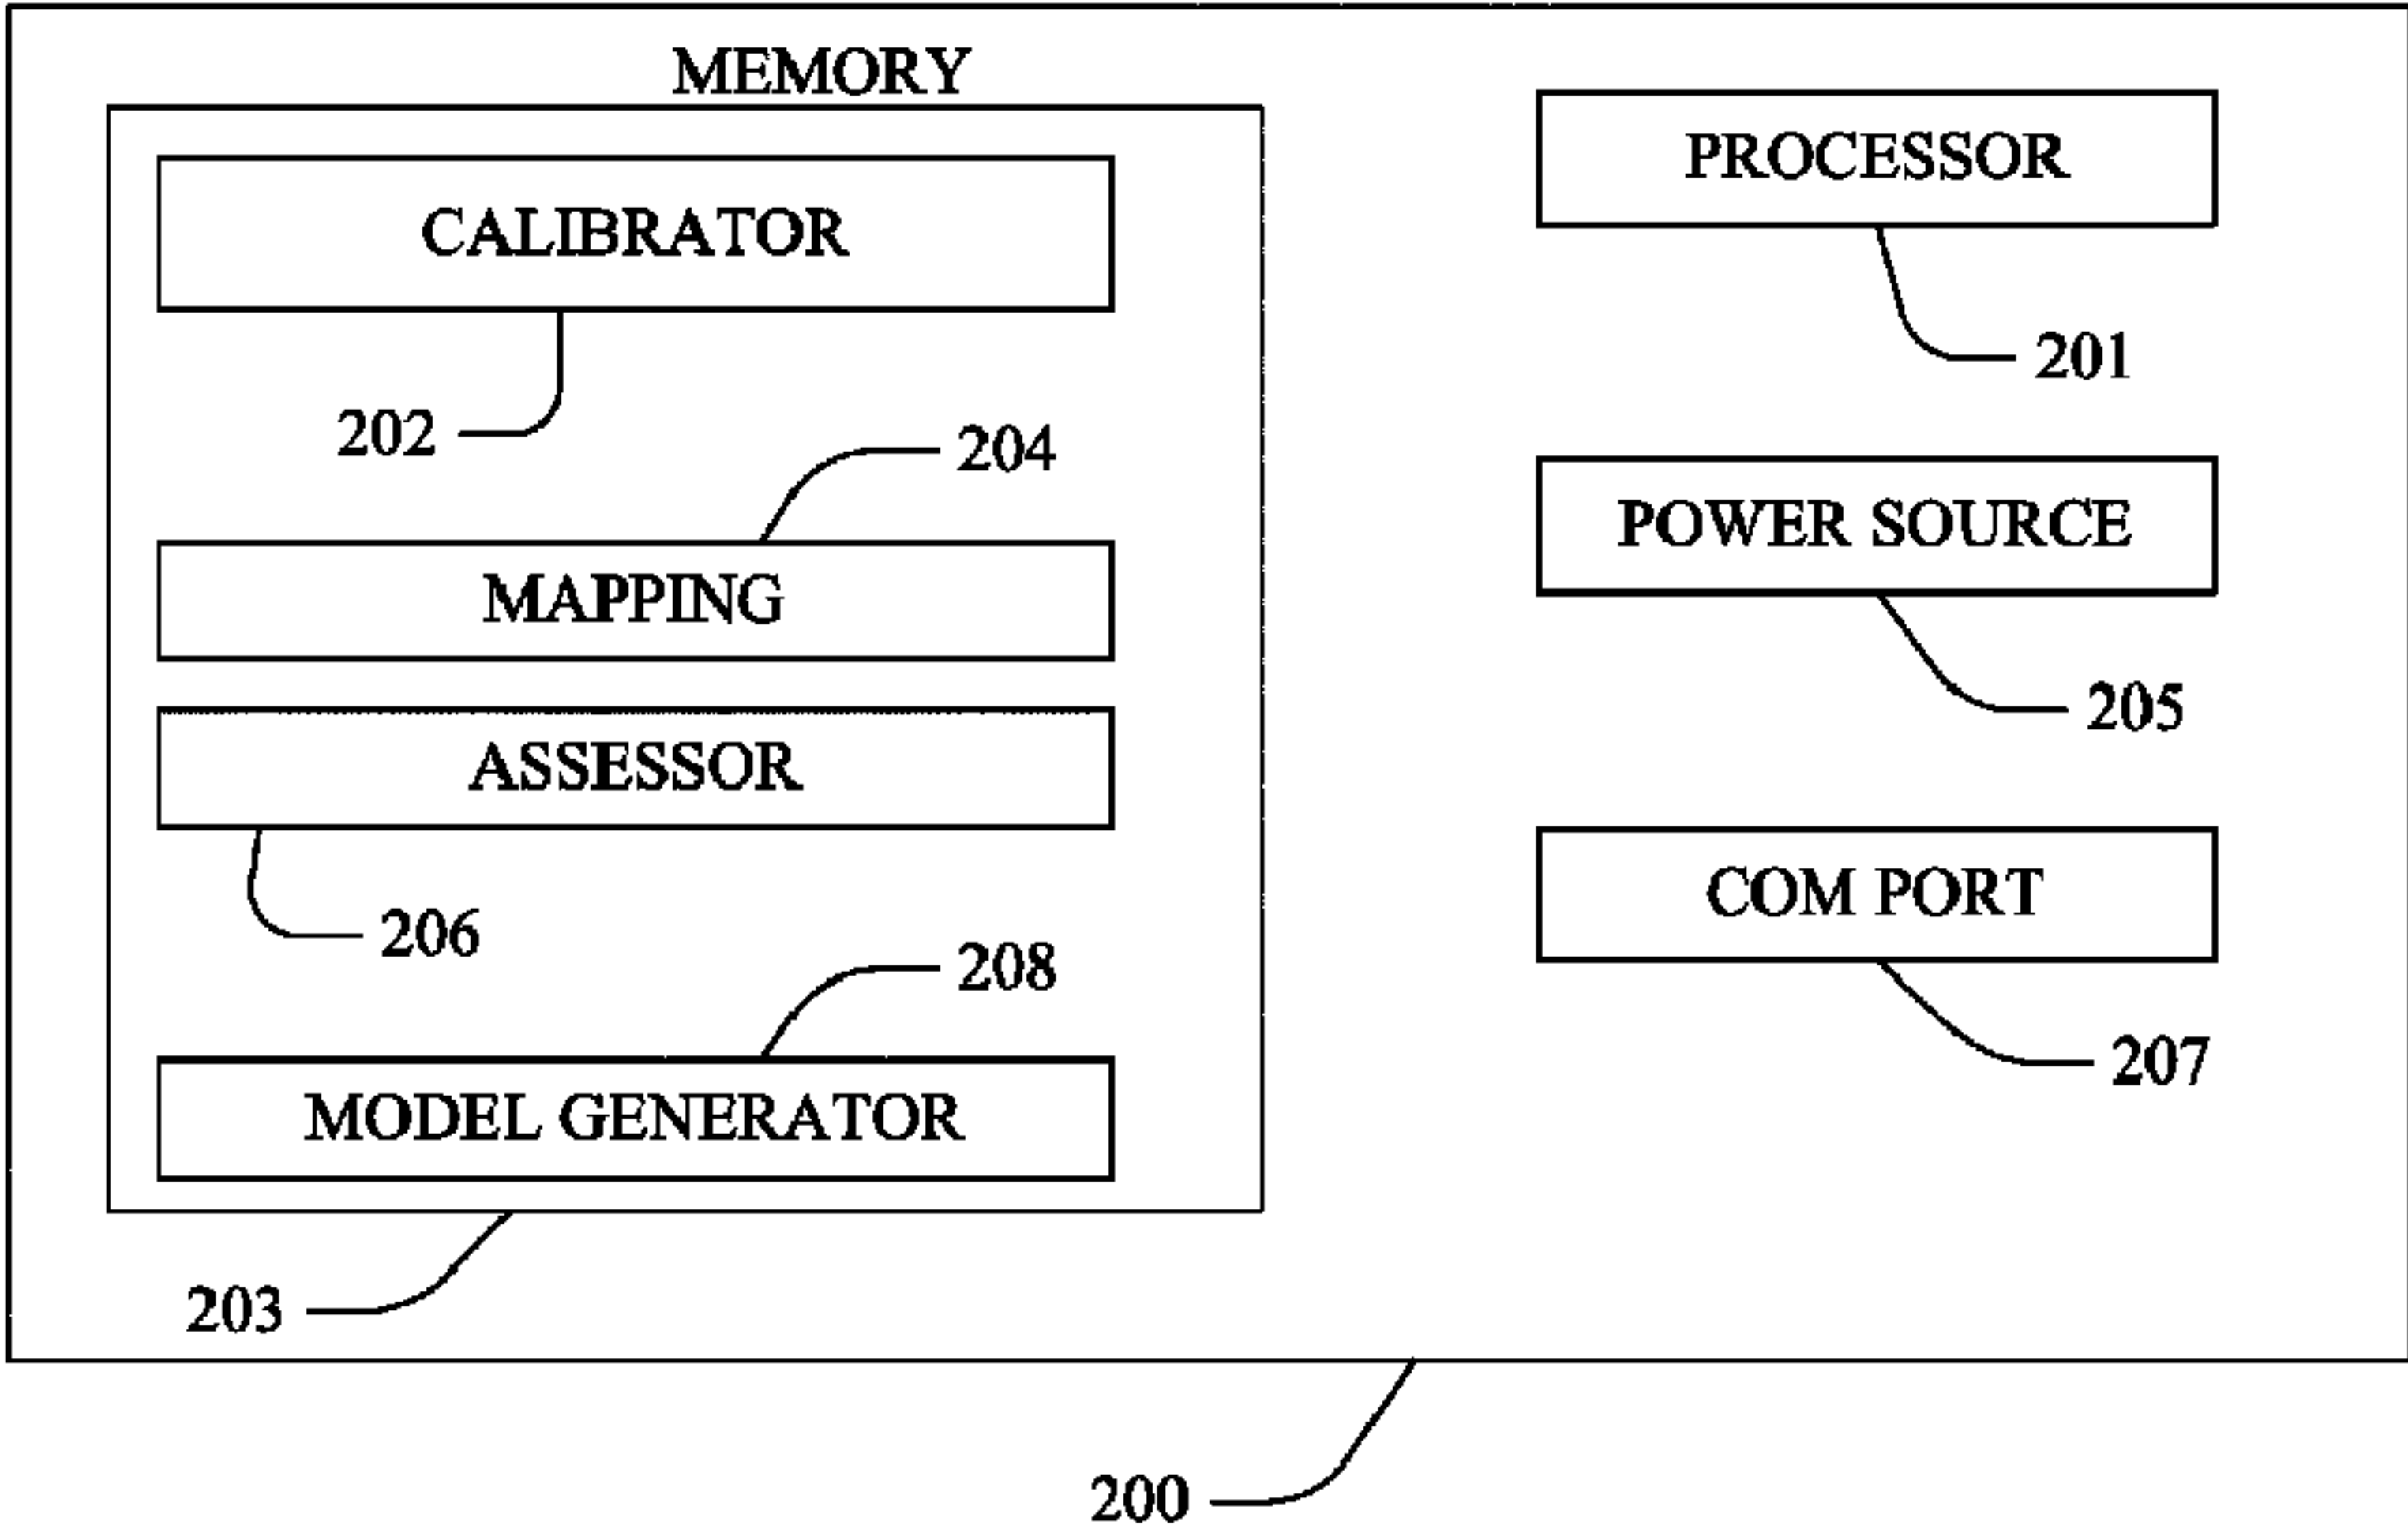 MEMORY
CALIBRATOR
202
204
MAPPING
ASSESSOR
206
208
MODEL GENERATOR
203
PROCESSOR
201
POWER SOURCE
205
COM PORT
207
200